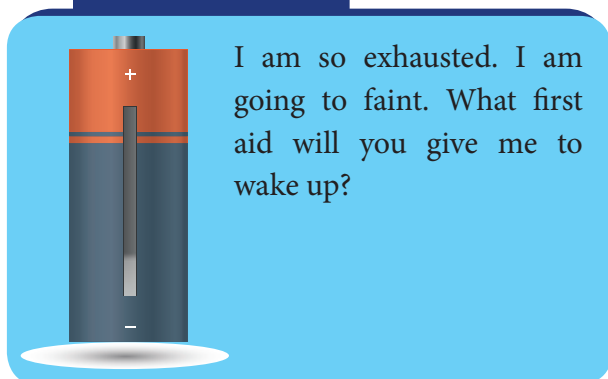 I am so exhausted. I am
going to faint. What first
aid will you give me to
wake up?
+
–